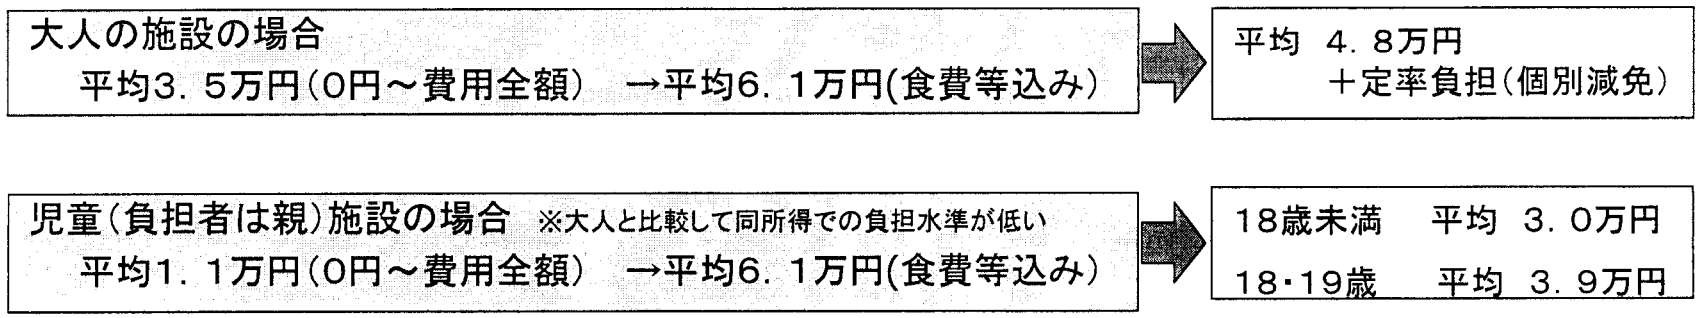 大人の施設の場合
平均3．5万円（0円～費用全額）　→平均6．1万円(食費等込み）
平均　4．8万円
＋定率負担（個別減免）
児童（負担者は親）施設の場合　※大人と比較して同所得での負担水準が低い
平均1．1万円（0円～費用全額）　→平均6．1万円(食費等込み）
18歳未満　平均　3．0万円
18・19歳　平均　3．9万円